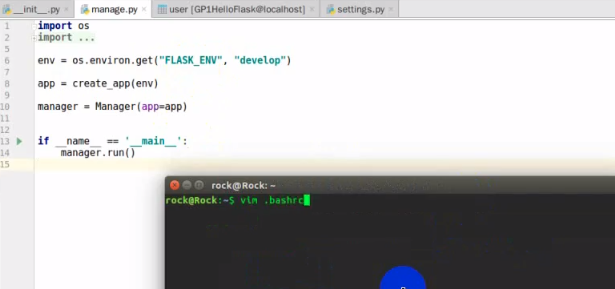 __init__.py manage.py user [GP1HelloFlask@localhost] settings.py
1 import os
2 import ...
5
6 env = os.environ.get("FLASK_ENV", "develop")
7
8 app = create_app(env)
9
10 manager = Manager(app=app)
11
12
13 if __name__ == '__main__':
14 manager.run()
15
rock@Rock: ~
rock@Rock:~$ vim .bashrc